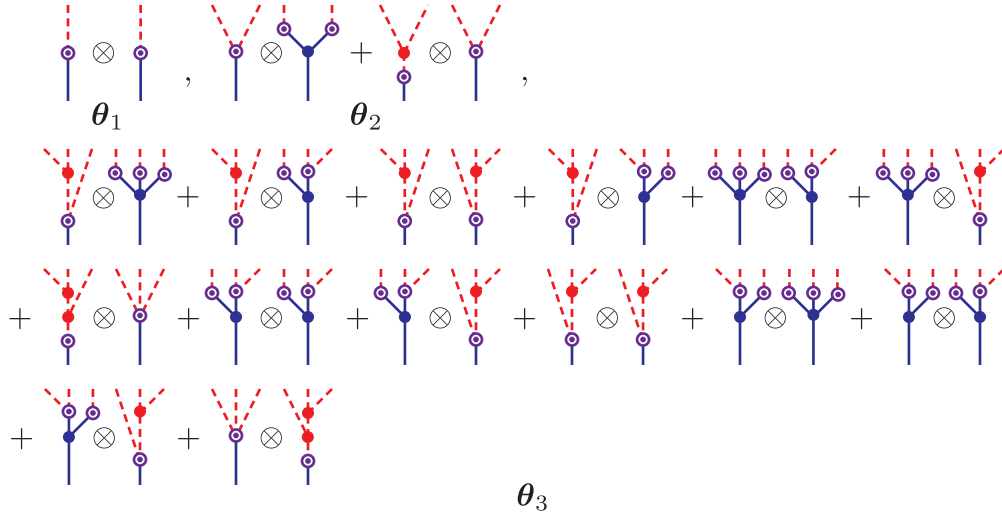 ⊗ , ⊗ + ⊗ ,
θ₁ θ₂
⊗ + ⊗ + ⊗ + ⊗ + ⊗ + ⊗
+ ⊗ + ⊗ + ⊗ + ⊗ + ⊗ + ⊗
+ ⊗ + ⊗
θ₃